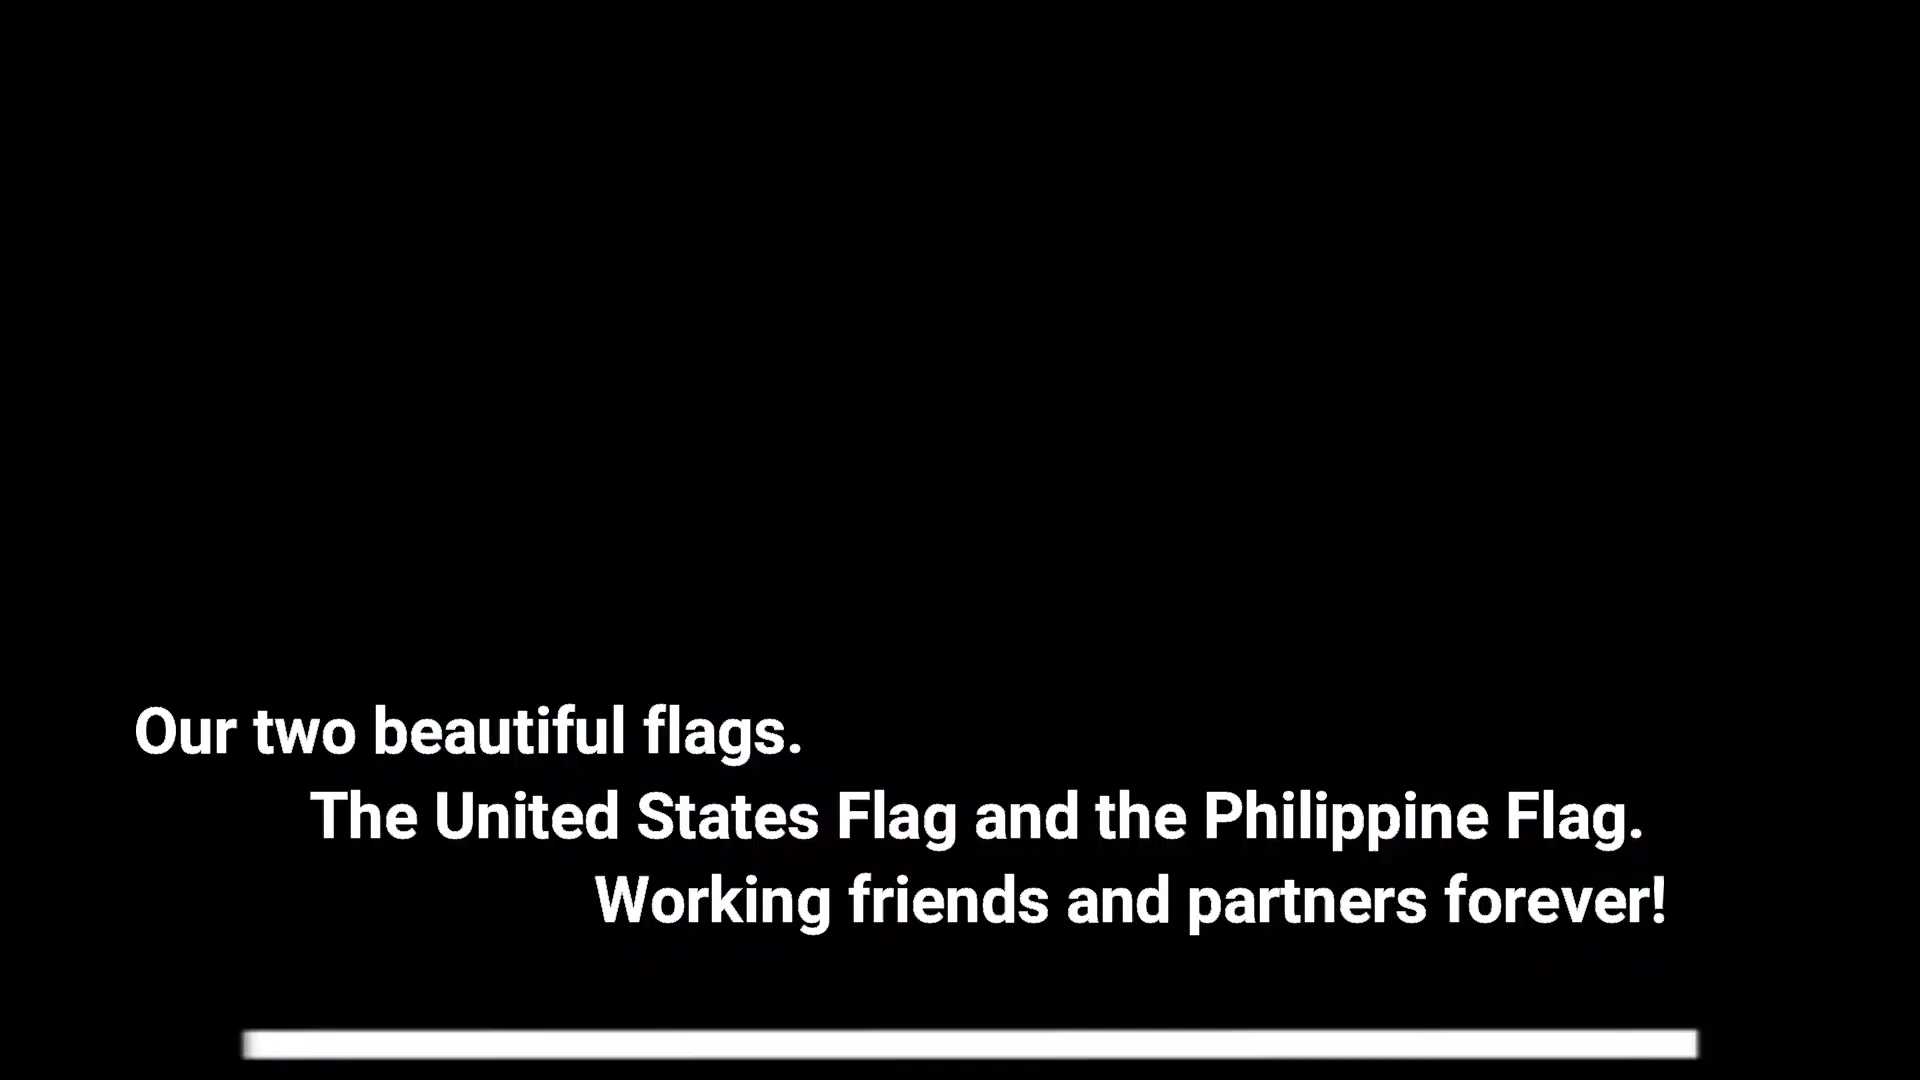 Our two beautiful flags.
The United States Flag and the Philippine Flag.
Working friends and partners forever!